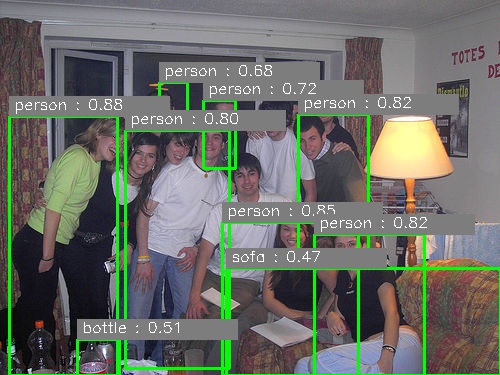 person : 0.68
person : 0.72
person : 0.88
person : 0.82
person : 0.80
TOTES
DE
person : 0.85
person : 0.82
sofa : 0.47
bottle : 0.51